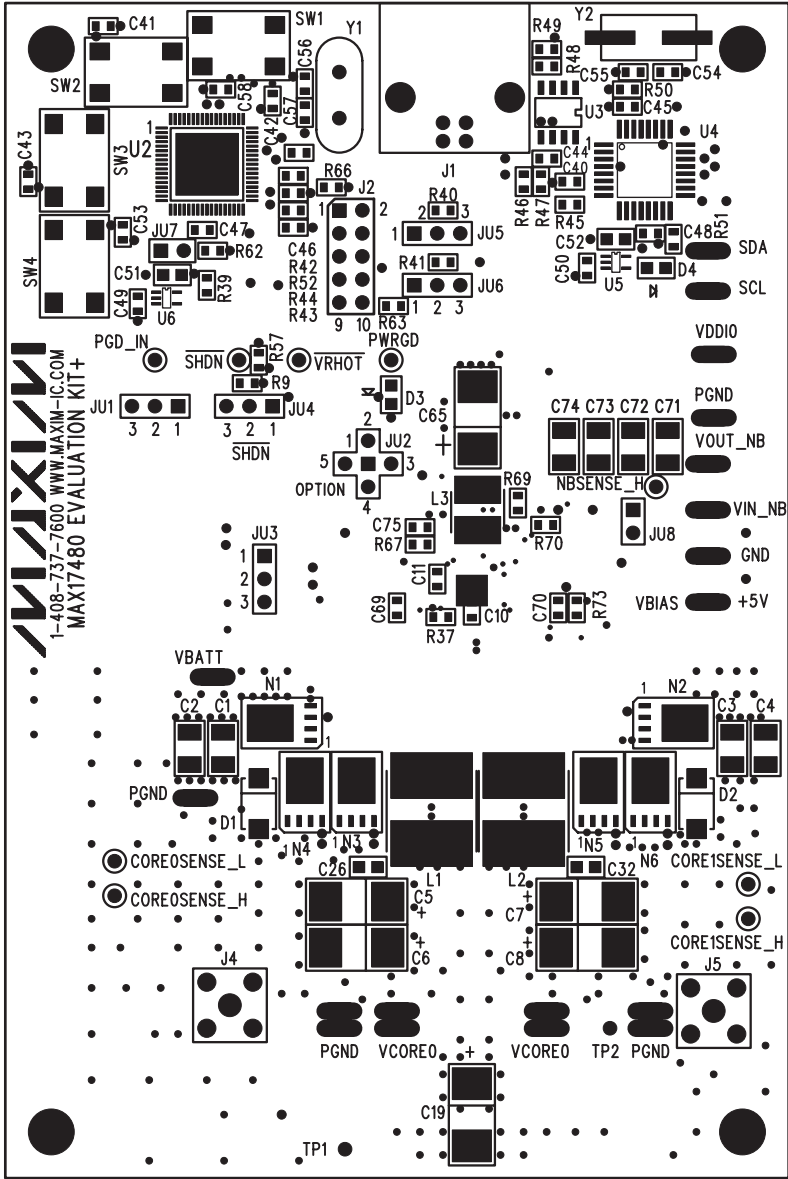 C41
SW1
Y1
C56
R49
R48
Y2
SW2
C58
C42
C57
C55
C54
R50
C45
U3
U4
C43
SW3
1
U2
J1
C44
C40
1
R66
J2
R40
R46
R47
R45
C53
1
2
1
2
3
JU5
SW4
JU7
C47
R62
C46
R42
R52
R44
R43
R41
C52
C48
R51
SDA
C51
C49
U6
R39
JU6
1
2
3
C50
U5
D4
SCL
9
10
R63
PGD_IN
SHDN
R57
VRHOT
PWRGD
VDDIO
MAXIM
1-408-737-7600 WWW.MAXIM-IC.COM
MAX17480 EVALUATION KIT+
R9
D3
C65
+
PGND
JU1
3
2
1
JU4
3
2
1
SHDN
2
1
JU2
5
3
OPTION
4
C74
C73
C72
C71
VOUT_NB
L3
R69
NBSENSE_H
VIN_NB
C75
R67
R70
JU8
JU3
1
2
3
GND
C11
C69
R37
C10
C70
R73
VBIAS
+5V
VBATT
N1
1
N2
C2
C1
1
C3
C4
PGND
D1
1
N4
1
N3
1
N5
1
N6
D2
CORE0SENSE_L
C26
L1
L2
C32
CORE1SENSE_L
CORE0SENSE_H
C5
+
C7
+
+
C6
+
C8
CORE1SENSE_H
J4
J5
PGND
VCORE0
+
VCORE0
TP2
PGND
C19
TP1